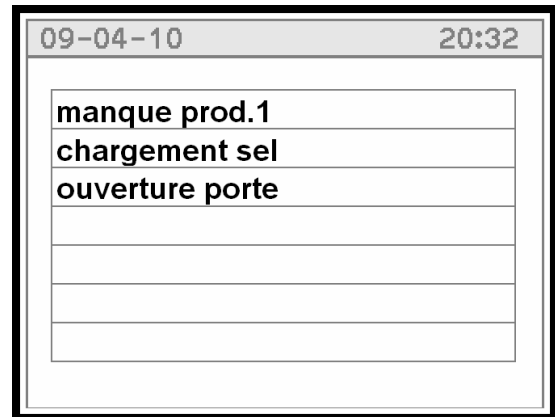 09-04-10 20:32
manque prod.1
chargement sel
ouverture porte